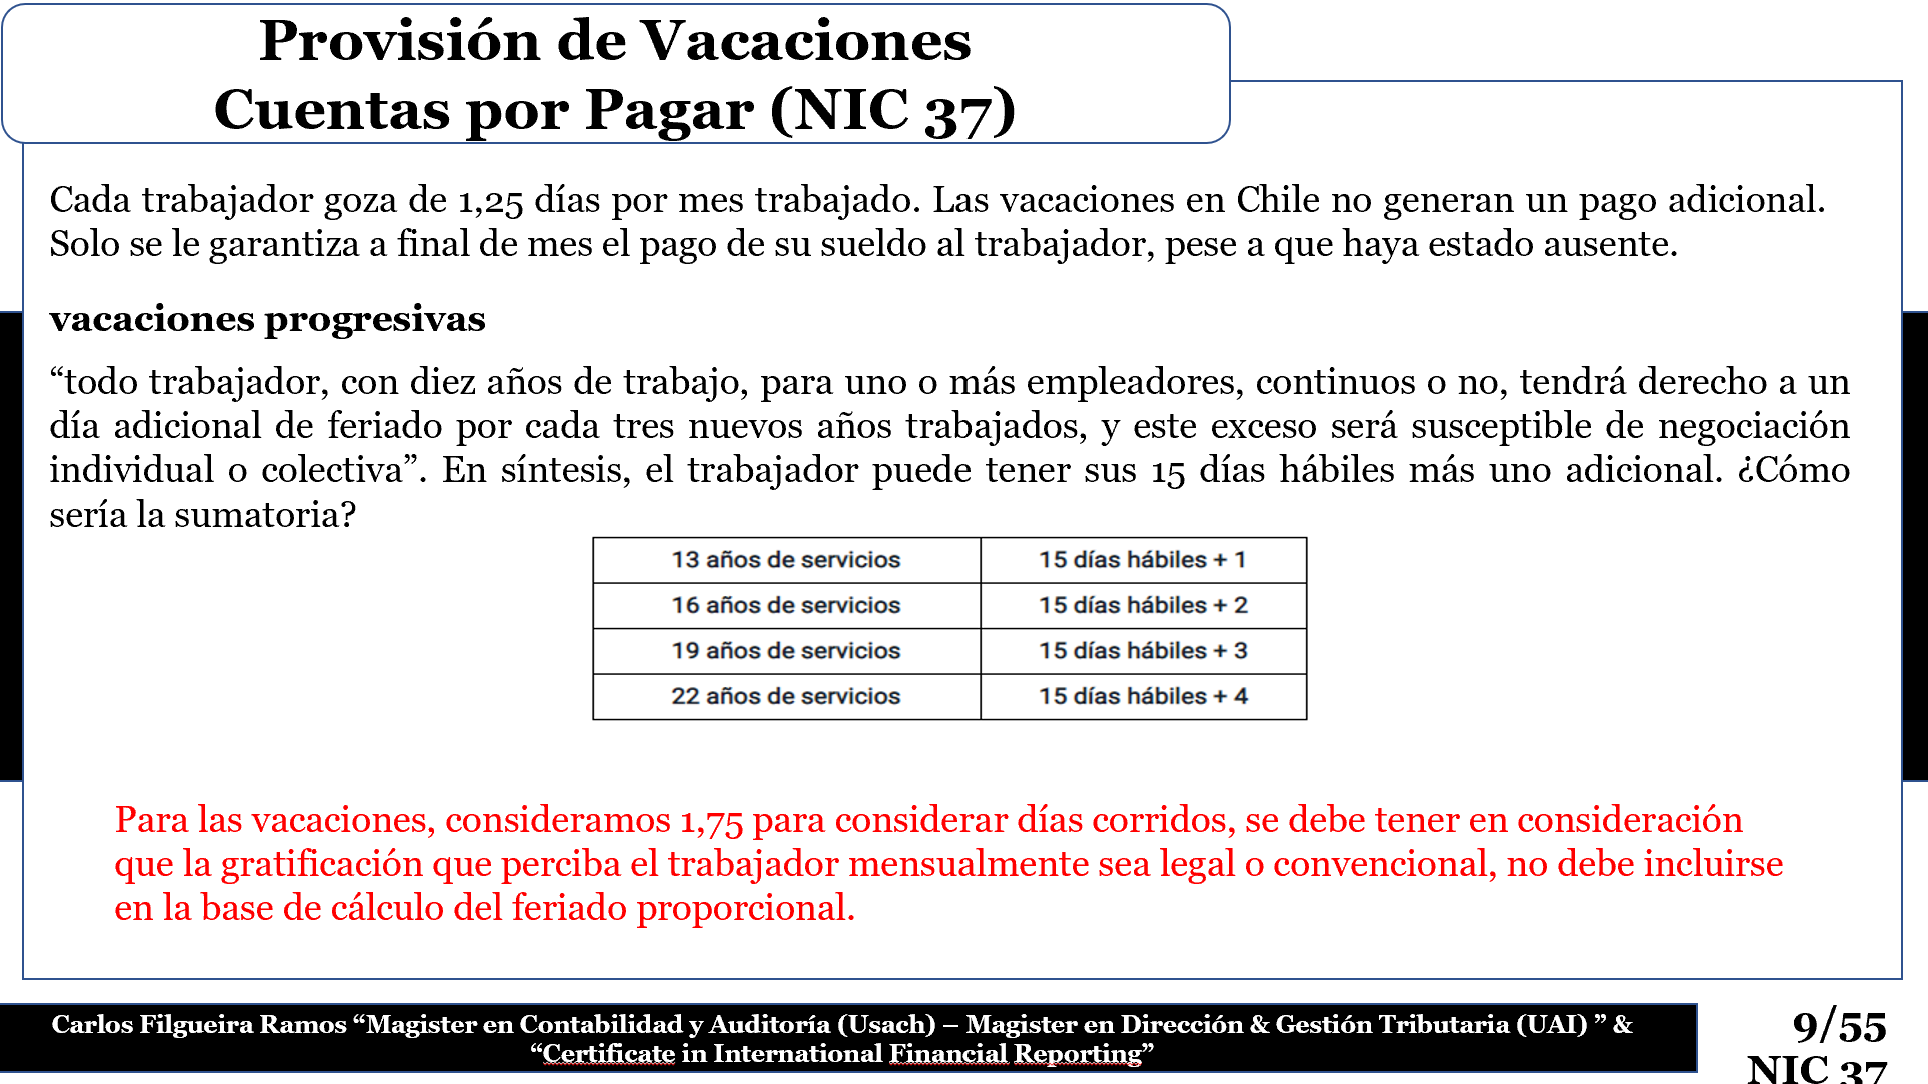 Provisión de Vacaciones
Cuentas por Pagar (NIC 37)
Cada trabajador goza de 1,25 días por mes trabajado. Las vacaciones en Chile no generan un pago adicional.
Solo se le garantiza a final de mes el pago de su sueldo al trabajador, pese a que haya estado ausente.
vacaciones progresivas
“todo trabajador, con diez años de trabajo, para uno o más empleadores, continuos o no, tendrá derecho a un
día adicional de feriado por cada tres nuevos años trabajados, y este exceso será susceptible de negociación
individual o colectiva”. En síntesis, el trabajador puede tener sus 15 días hábiles más uno adicional. ¿Cómo
sería la sumatoria?
13 años de servicios 15 días hábiles + 1
16 años de servicios 15 días hábiles + 2
19 años de servicios 15 días hábiles + 3
22 años de servicios 15 días hábiles + 4
Para las vacaciones, consideramos 1,75 para considerar días corridos, se debe tener en consideración
que la gratificación que perciba el trabajador mensualmente sea legal o convencional, no debe incluirse
en la base de cálculo del feriado proporcional.
Carlos Filgueira Ramos “Magister en Contabilidad y Auditoría (Usach) – Magister en Dirección & Gestión Tributaria (UAI) ” &
“Certificate in International Financial Reporting”
9/55
NIC 37